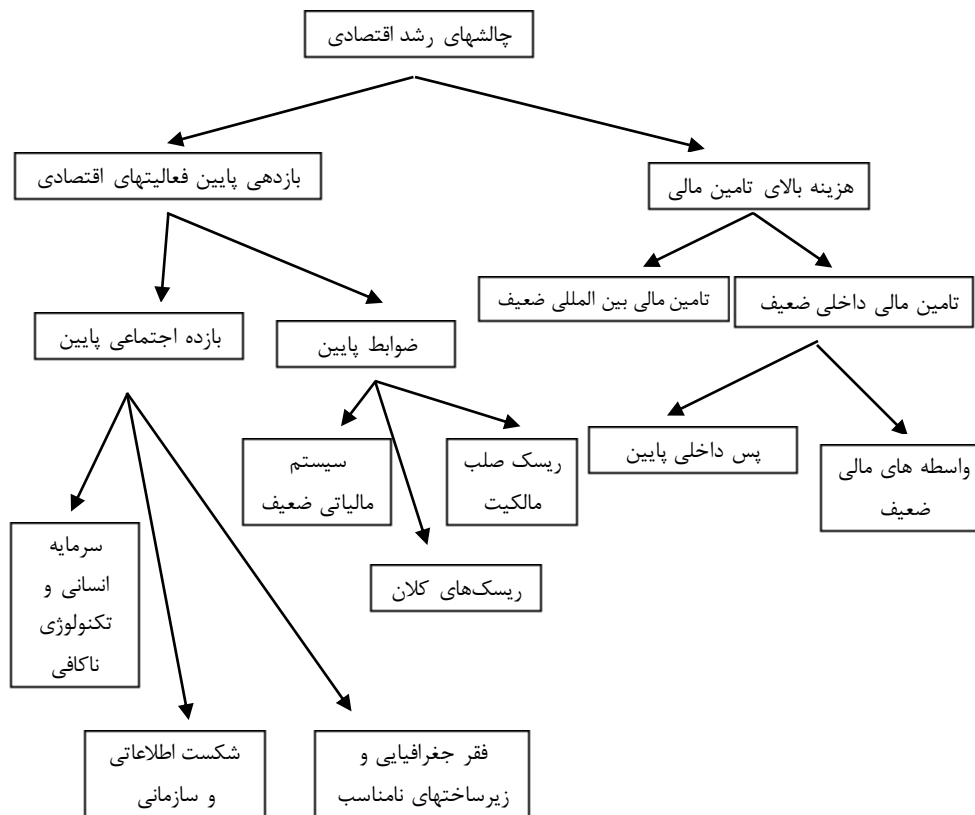 چالشهای رشد اقتصادی
هزینه بالای تامین مالی
بازدهی پایین فعالیتهای اقتصادی
تامین مالی داخلی ضعیف
تامین مالی بین المللی ضعیف
ضوابط پایین
بازده اجتماعی پایین
واسطه های مالی
ضعیف
پس داخلی پایین
ریسک صلب
مالکیت
سیستم
مالیاتی ضعیف
ریسک‌های کلان
سرمایه
انسانی و
تکنولوژی
ناکافی
فقر جغرافیایی و
زیرساختهای نامناسب
شکست اطلاعاتی
و سازمانی